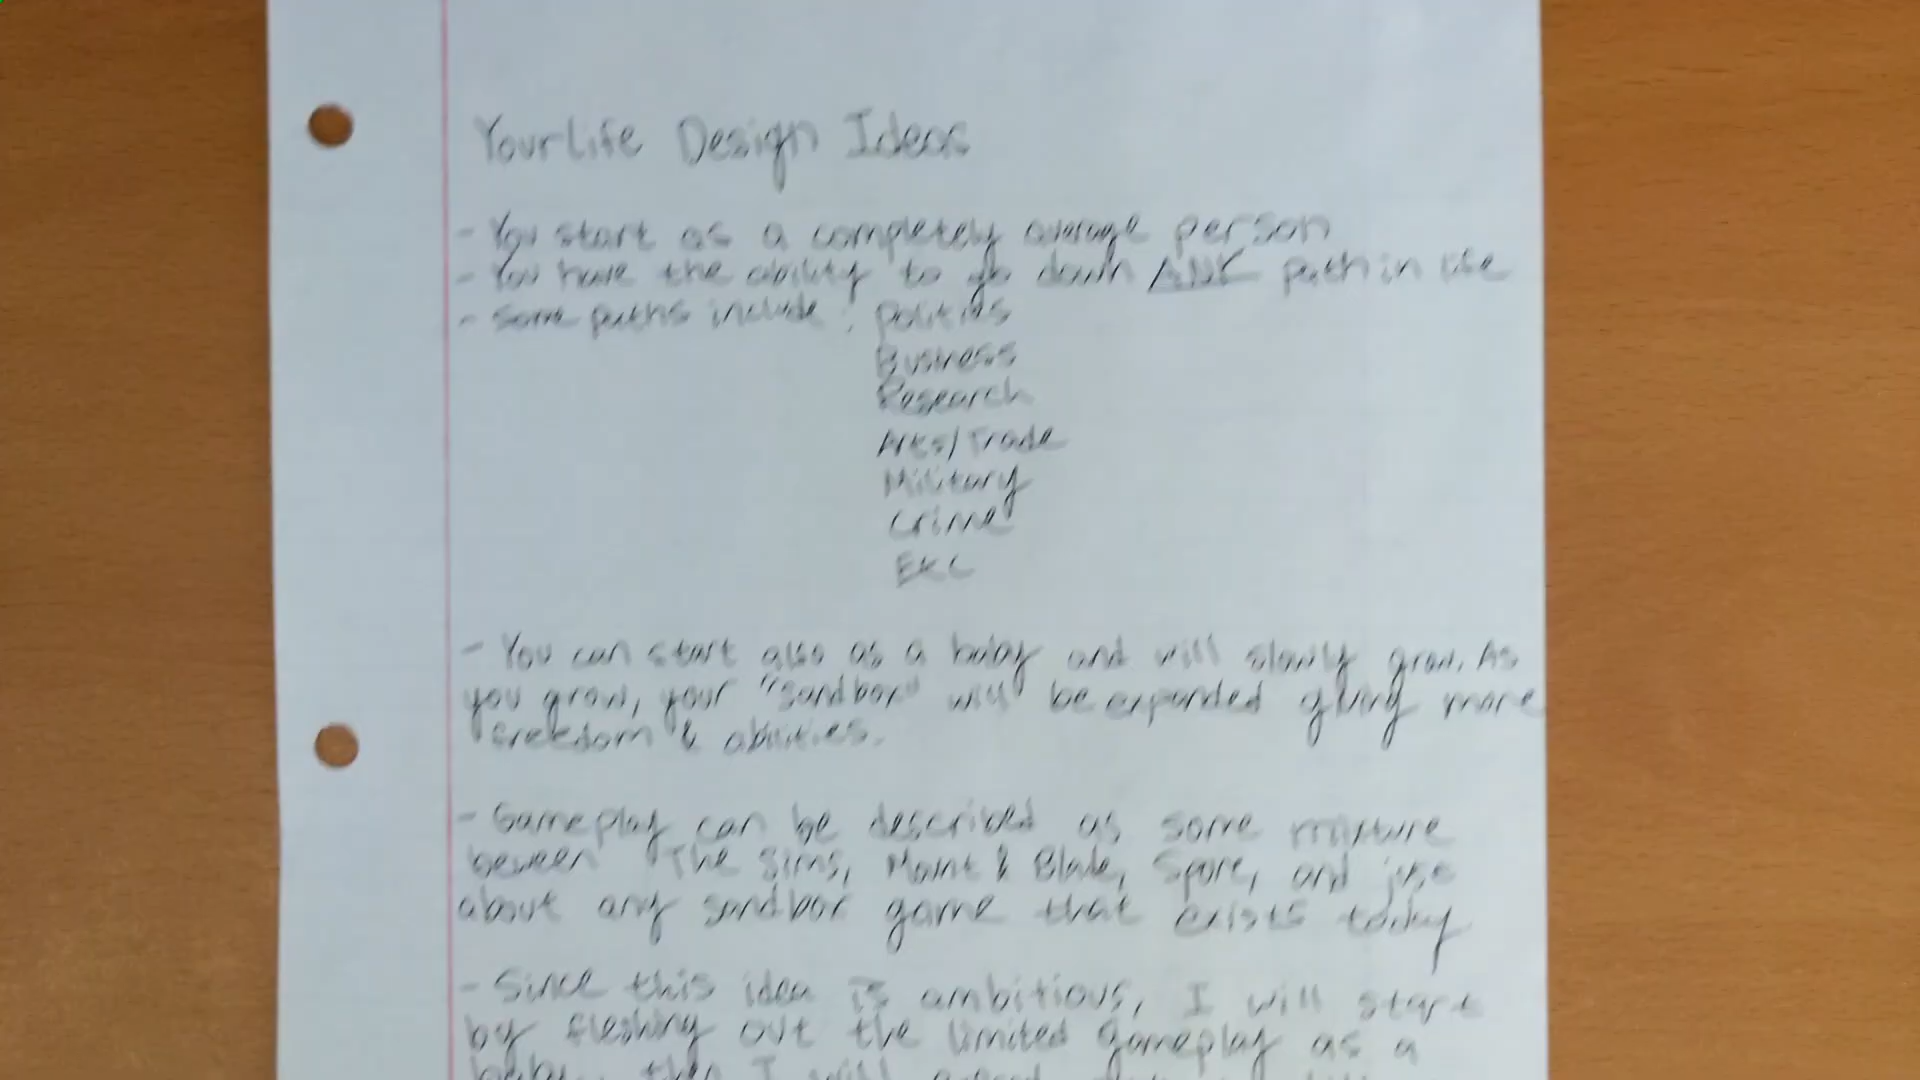 Yourlife Design Ideas
- You start as a completely average person
- You have the ability to go down ANY path in life
- Some paths include: Politics
Business
Research
Arts/Trade
Military
Crime
Etc
- You can start also as a baby and will slowly grow. As
you grow, your "sandbox" will be expanded giving more
freedom & abilities.
- Gameplay can be described as some mixture
beween The Sims, Mount & Blade, Spore, and just
about any sandbox game that exists today
- Since this idea is ambitious, I will start
by fleshing out the limited gameplay as a
baby, then I will